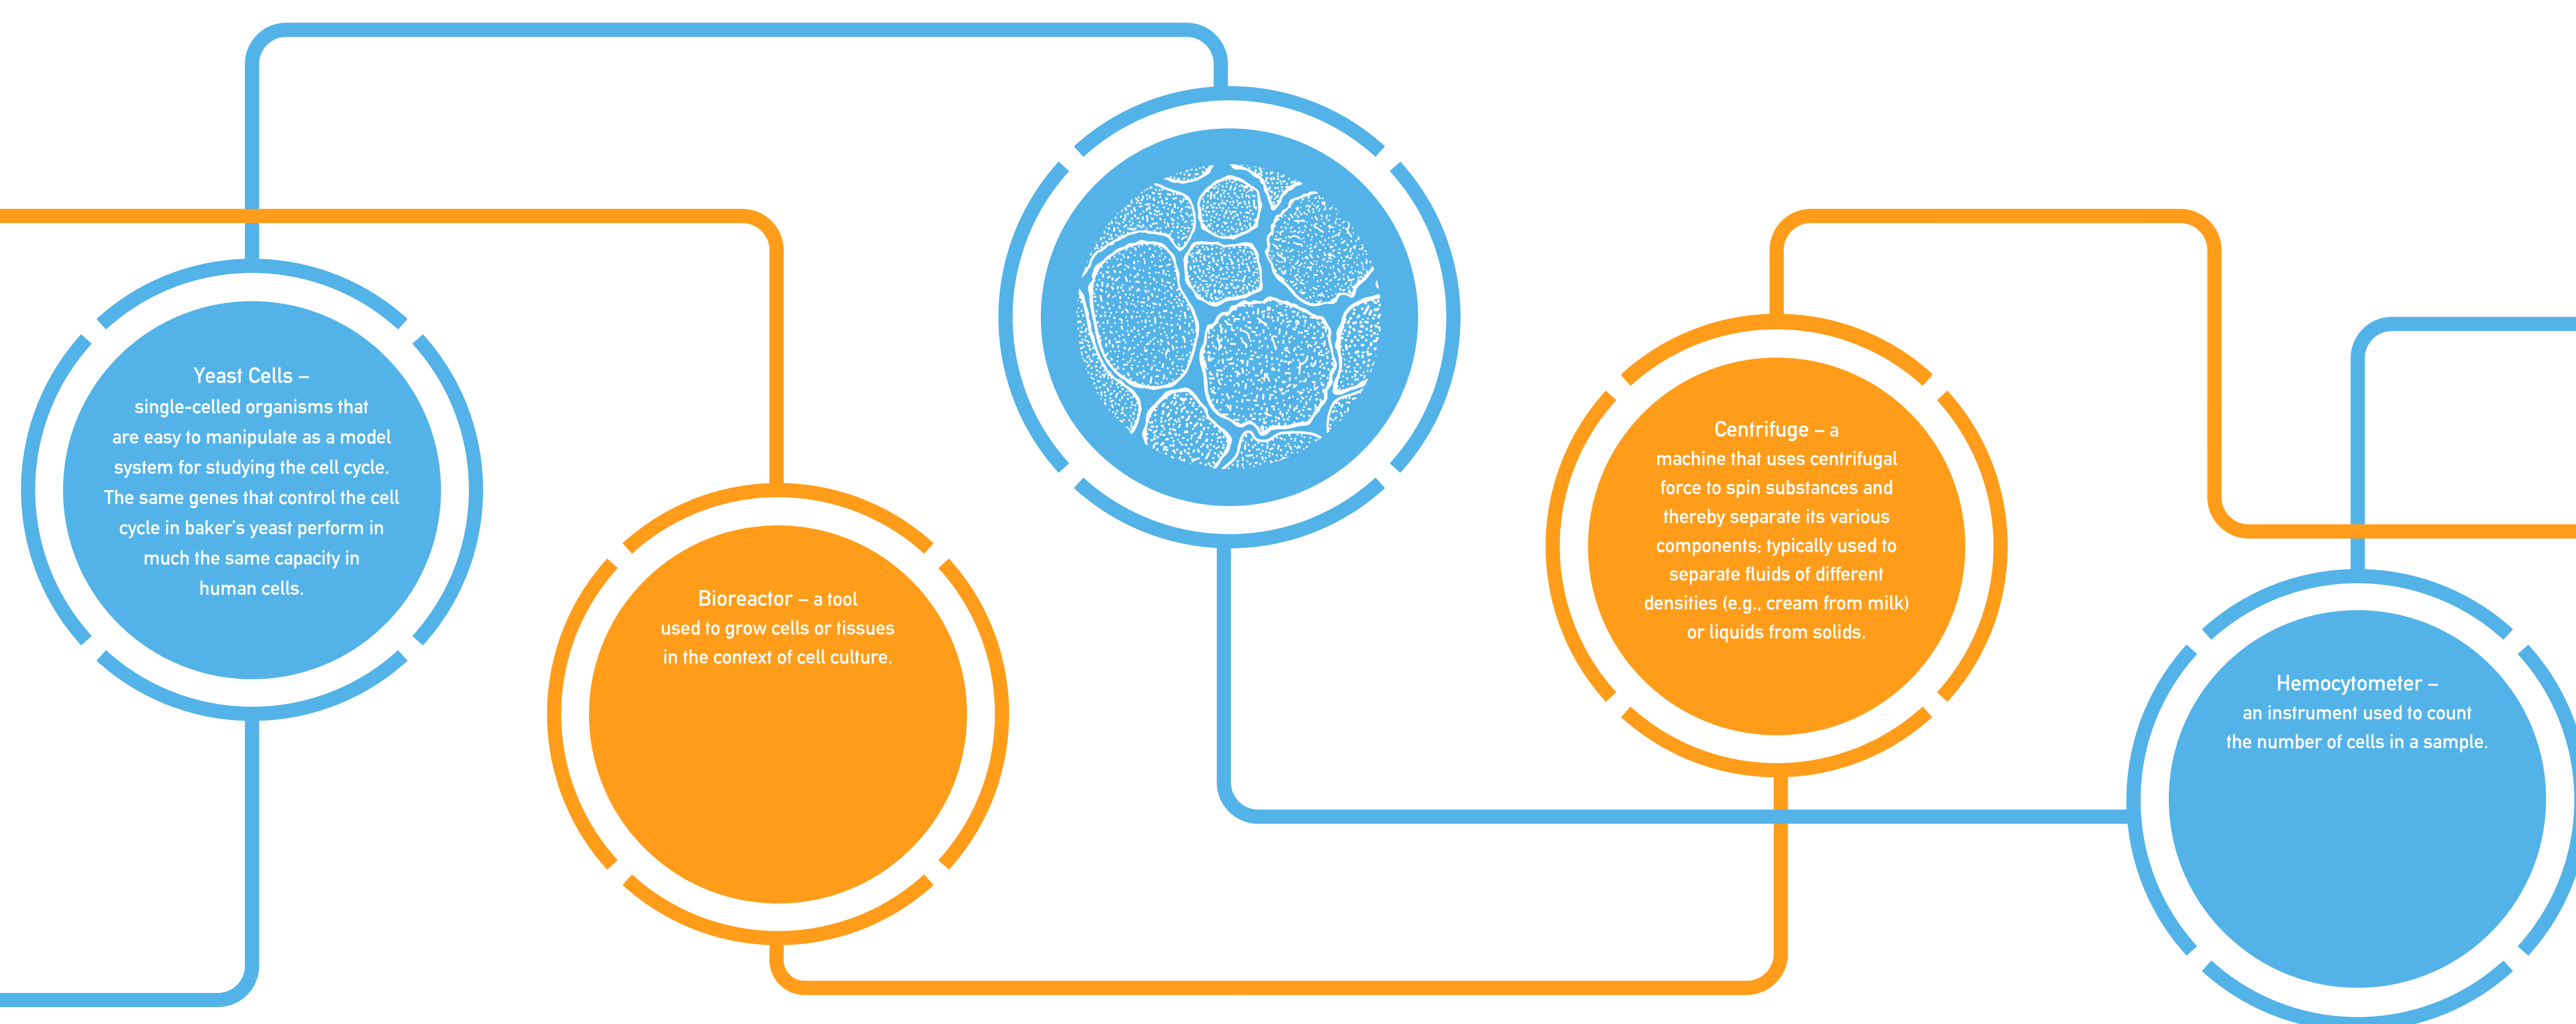 Yeast Cells –
single-celled organisms that
are easy to manipulate as a model
system for studying the cell cycle.
The same genes that control the cell
cycle in baker's yeast perform in
much the same capacity in
human cells.
Bioreactor – a tool
used to grow cells or tissues
in the context of cell culture.
Centrifuge – a
machine that uses centrifugal
force to spin substances and
thereby separate its various
components; typically used to
separate fluids of different
densities (e.g., cream from milk)
or liquids from solids.
Hemocytometer –
an instrument used to count
the number of cells in a sample.